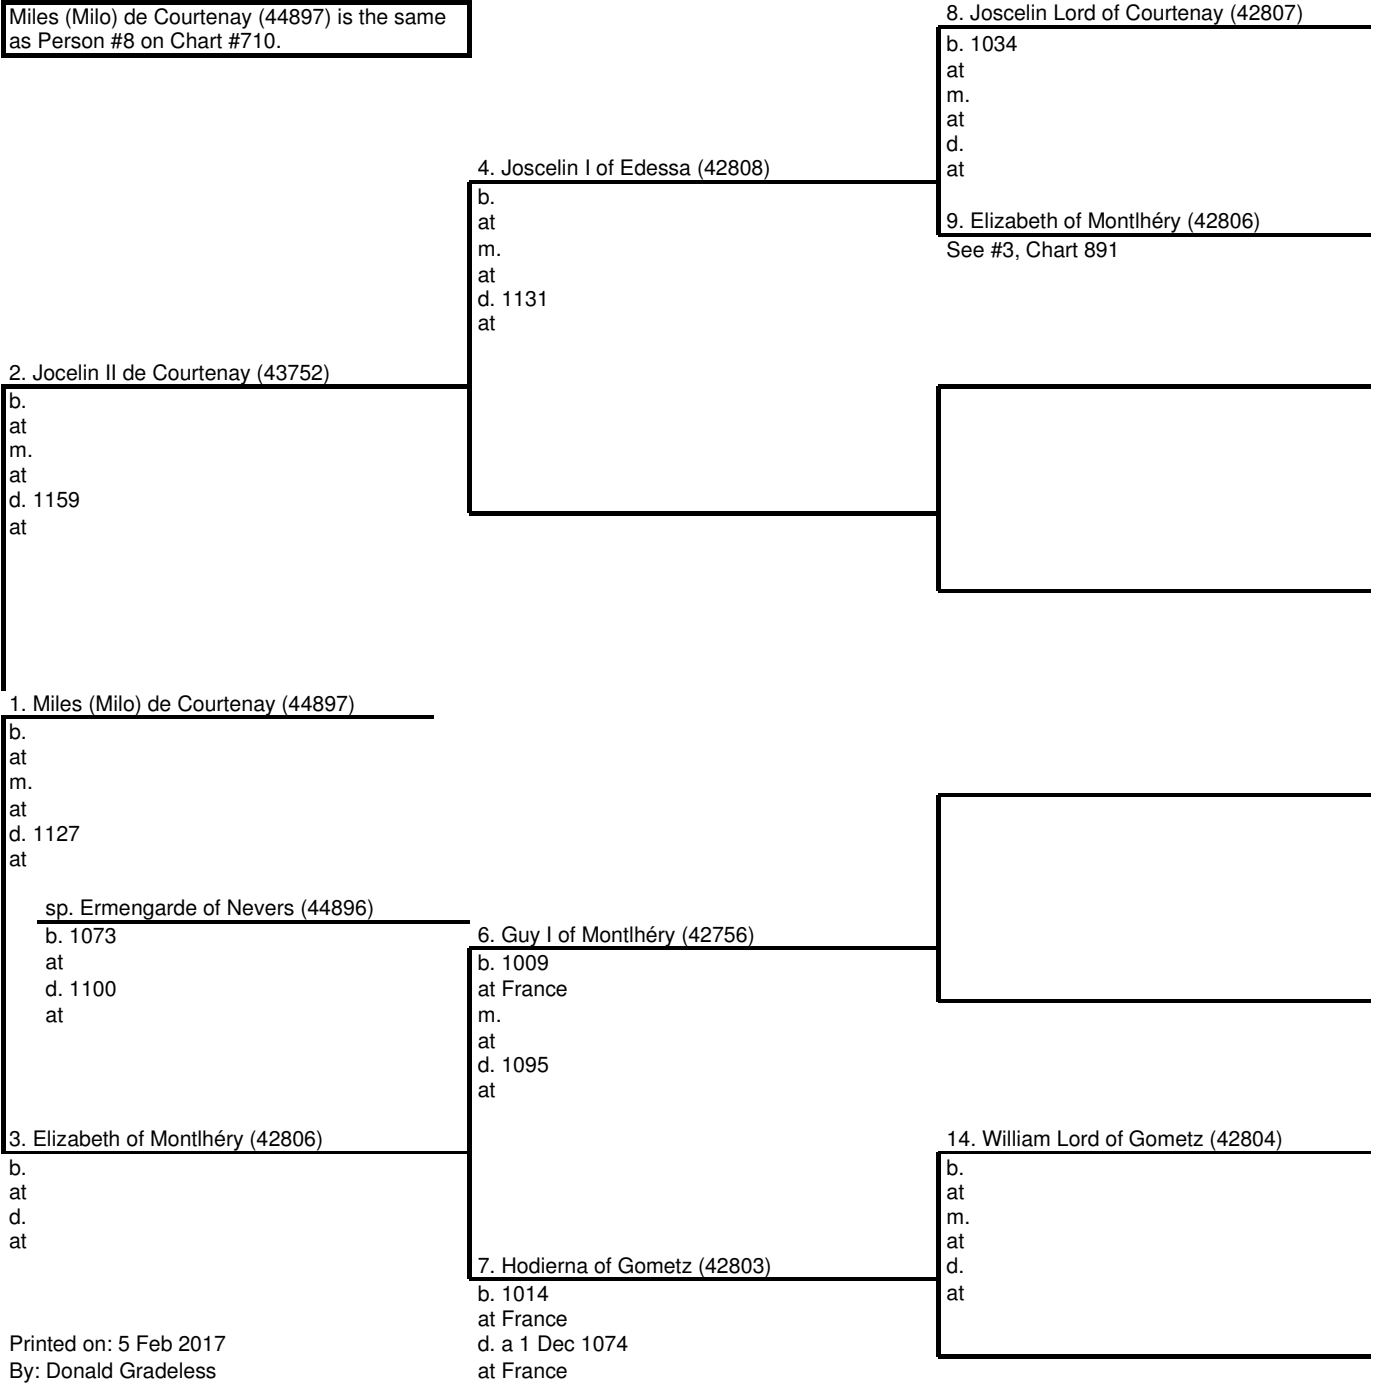 Miles (Milo) de Courtenay (44897) is the same
as Person #8 on Chart #710.
8. Joscelin Lord of Courtenay (42807)
b. 1034
at
m.
at
d.
at
4. Joscelin I of Edessa (42808)
b.
at
m.
at
d. 1131
at
9. Elizabeth of Montlhéry (42806)
See #3, Chart 891
2. Jocelin II de Courtenay (43752)
b.
at
m.
at
d. 1159
at
1. Miles (Milo) de Courtenay (44897)
b.
at
m.
at
d. 1127
at
sp. Ermengarde of Nevers (44896)
b. 1073
at
d. 1100
at
6. Guy I of Montlhéry (42756)
b. 1009
at France
m.
at
d. 1095
at
3. Elizabeth of Montlhéry (42806)
b.
at
d.
at
14. William Lord of Gometz (42804)
b.
at
m.
at
d.
at
7. Hodierna of Gometz (42803)
b. 1014
at France
d. a 1 Dec 1074
at France
Printed on: 5 Feb 2017
By: Donald Gradeless